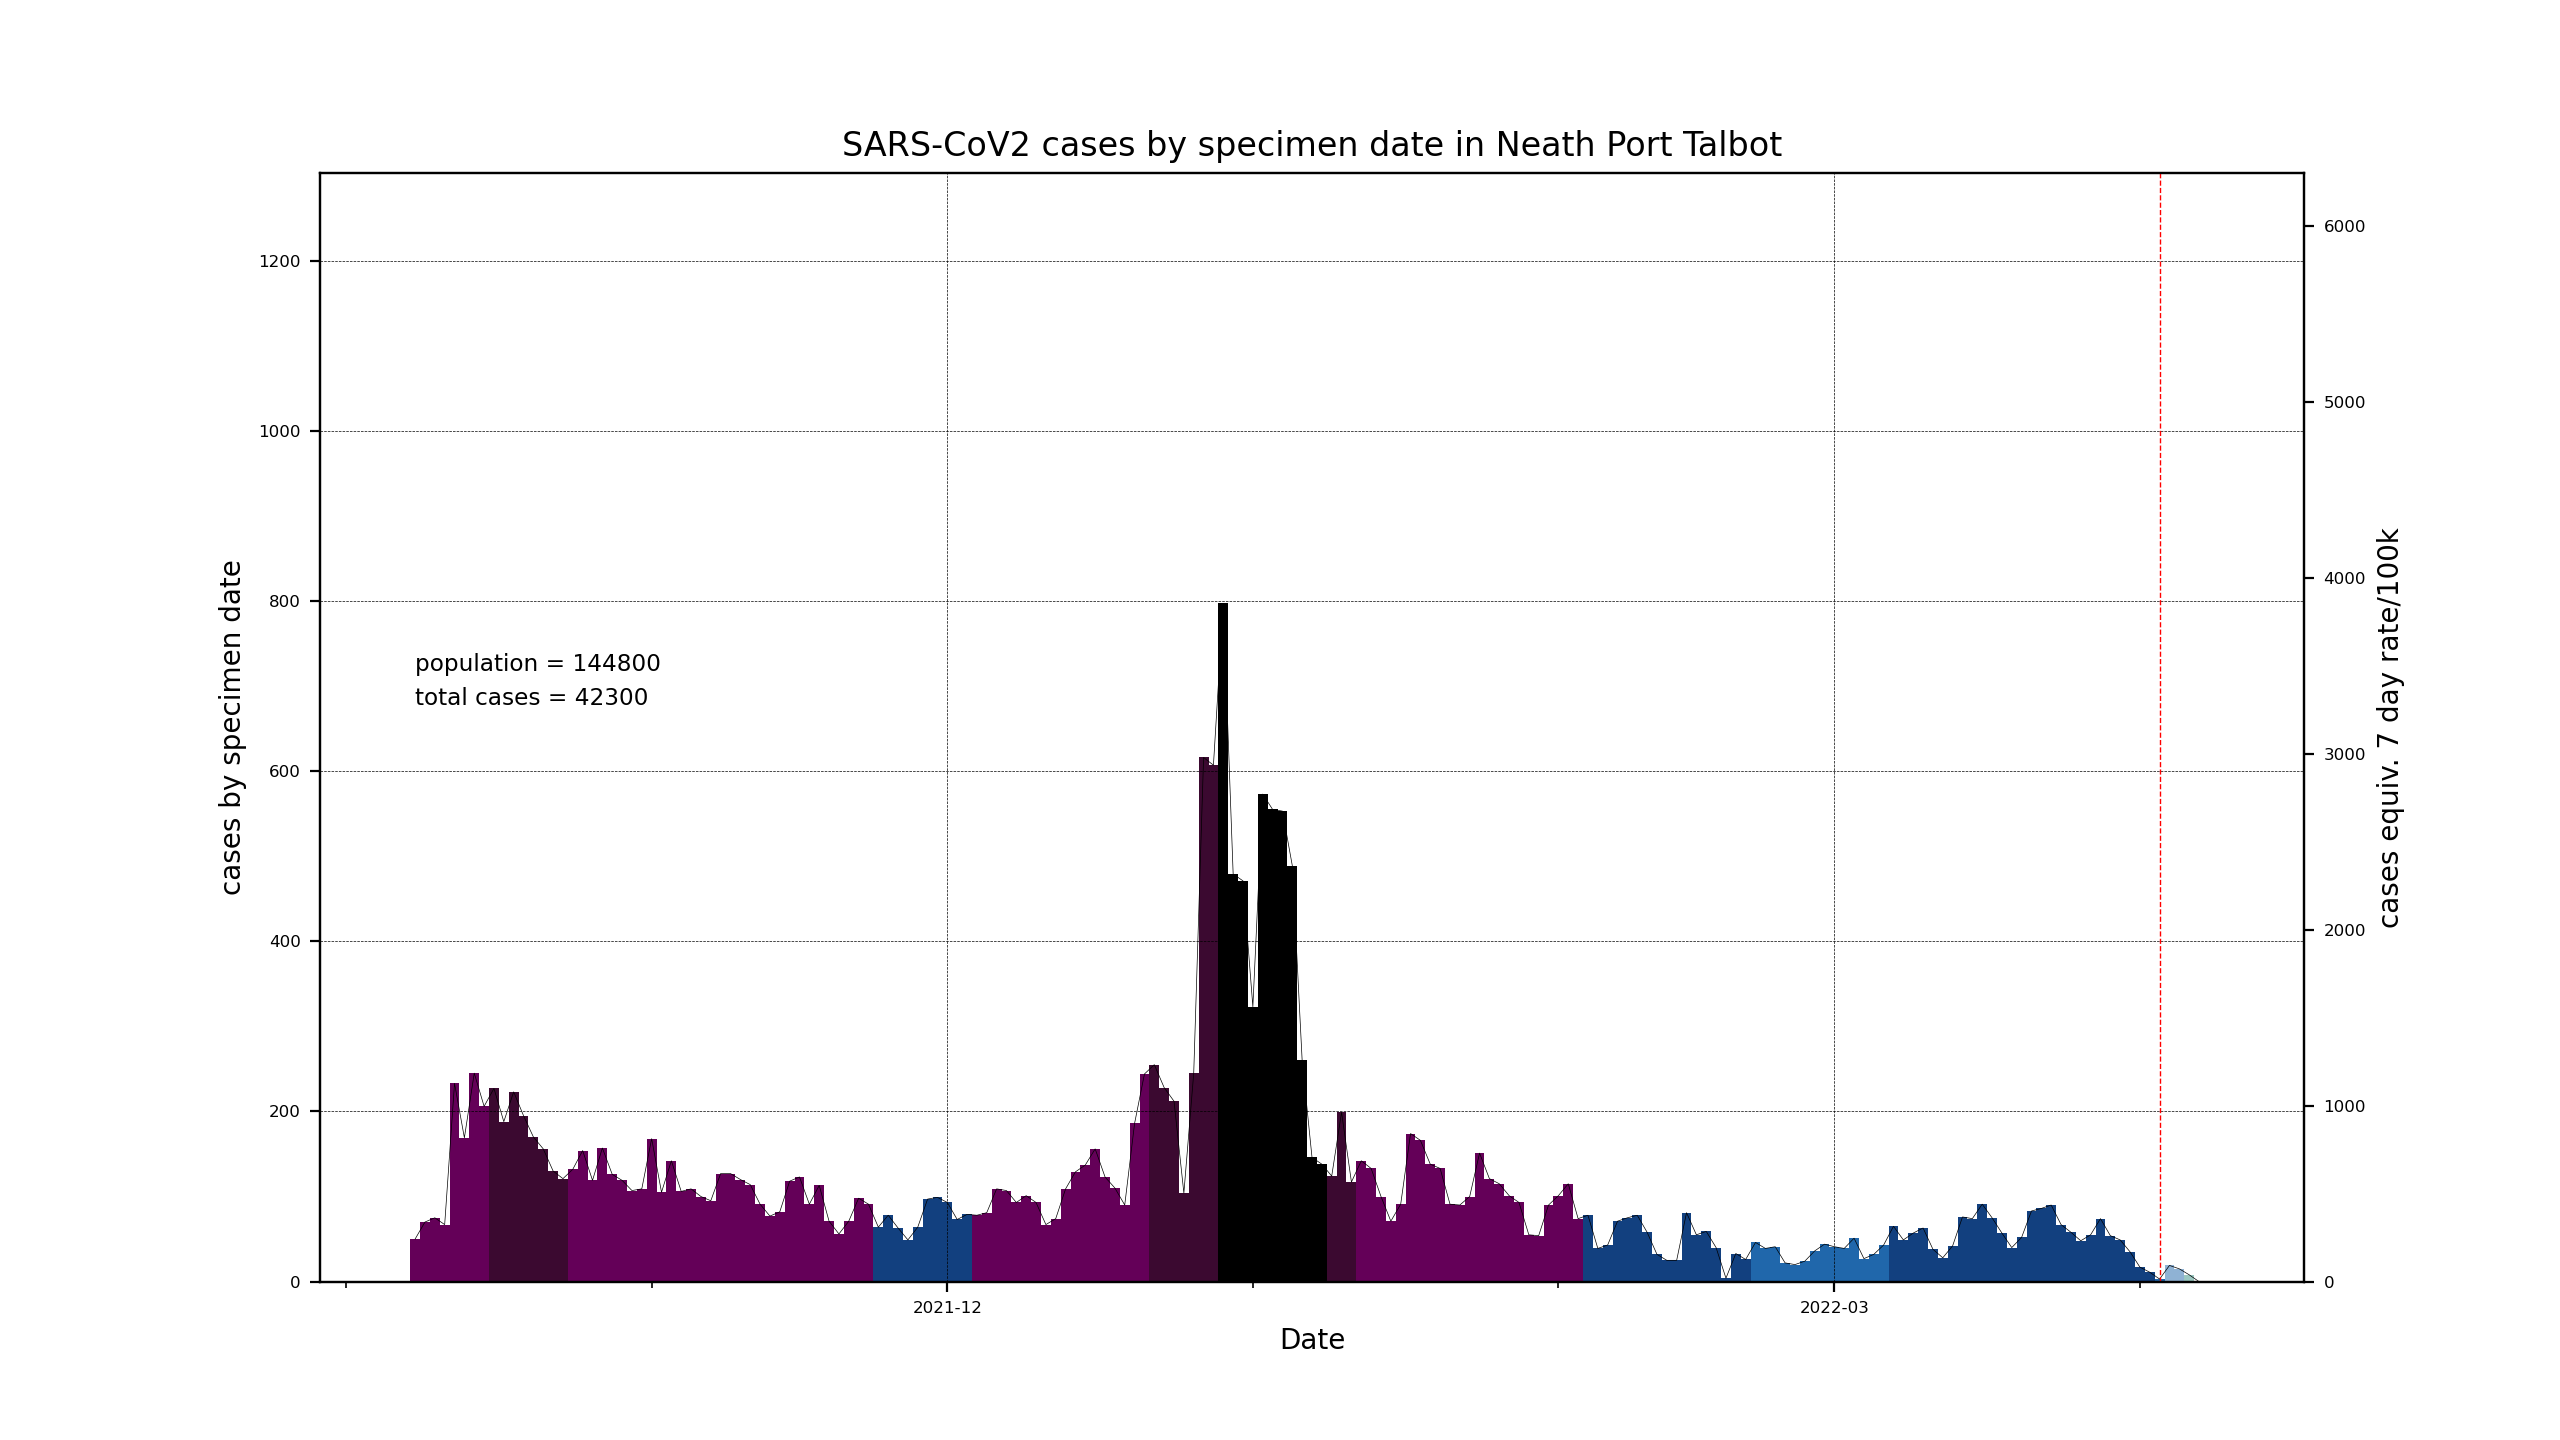 SARS-CoV2 cases by specimen date in Neath Port Talbot
cases by specimen date
1200
1000
800
600
400
200
0
population = 144800
total cases = 42300
6000
5000
4000
3000
2000
1000
0
cases equiv. 7 day rate/100k
2021-12
2022-03
Date